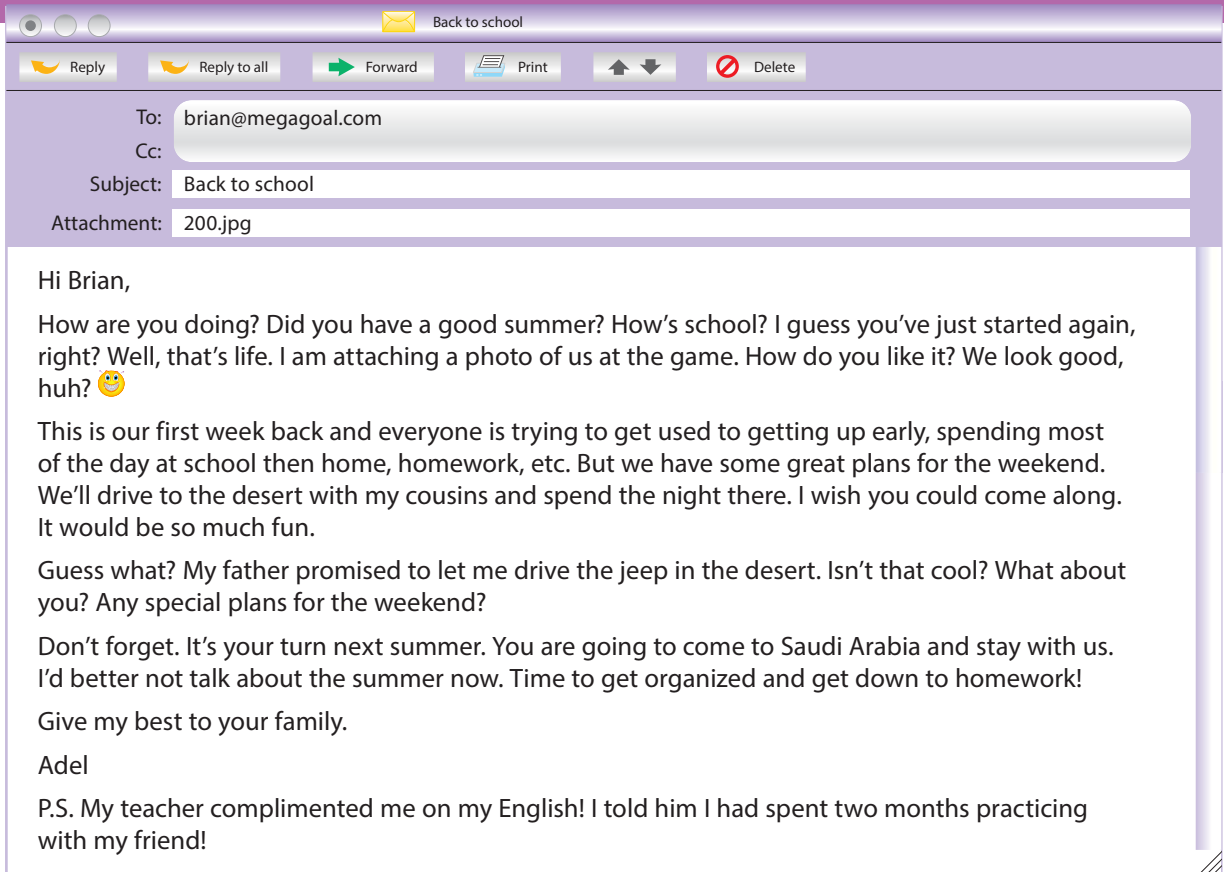 Back to school
Reply Reply to all Forward Print Delete
To: brian@megagoal.com
Cc:
Subject: Back to school
Attachment: 200.jpg
Hi Brian,
How are you doing? Did you have a good summer? How's school? I guess you've just started again,
right? Well, that's life. I am attaching a photo of us at the game. How do you like it? We look good,
huh?
This is our first week back and everyone is trying to get used to getting up early, spending most
of the day at school then home, homework, etc. But we have some great plans for the weekend.
We'll drive to the desert with my cousins and spend the night there. I wish you could come along.
It would be so much fun.
Guess what? My father promised to let me drive the jeep in the desert. Isn't that cool? What about
you? Any special plans for the weekend?
Don't forget. It's your turn next summer. You are going to come to Saudi Arabia and stay with us.
I'd better not talk about the summer now. Time to get organized and get down to homework!
Give my best to your family.
Adel
P.S. My teacher complimented me on my English! I told him I had spent two months practicing
with my friend!